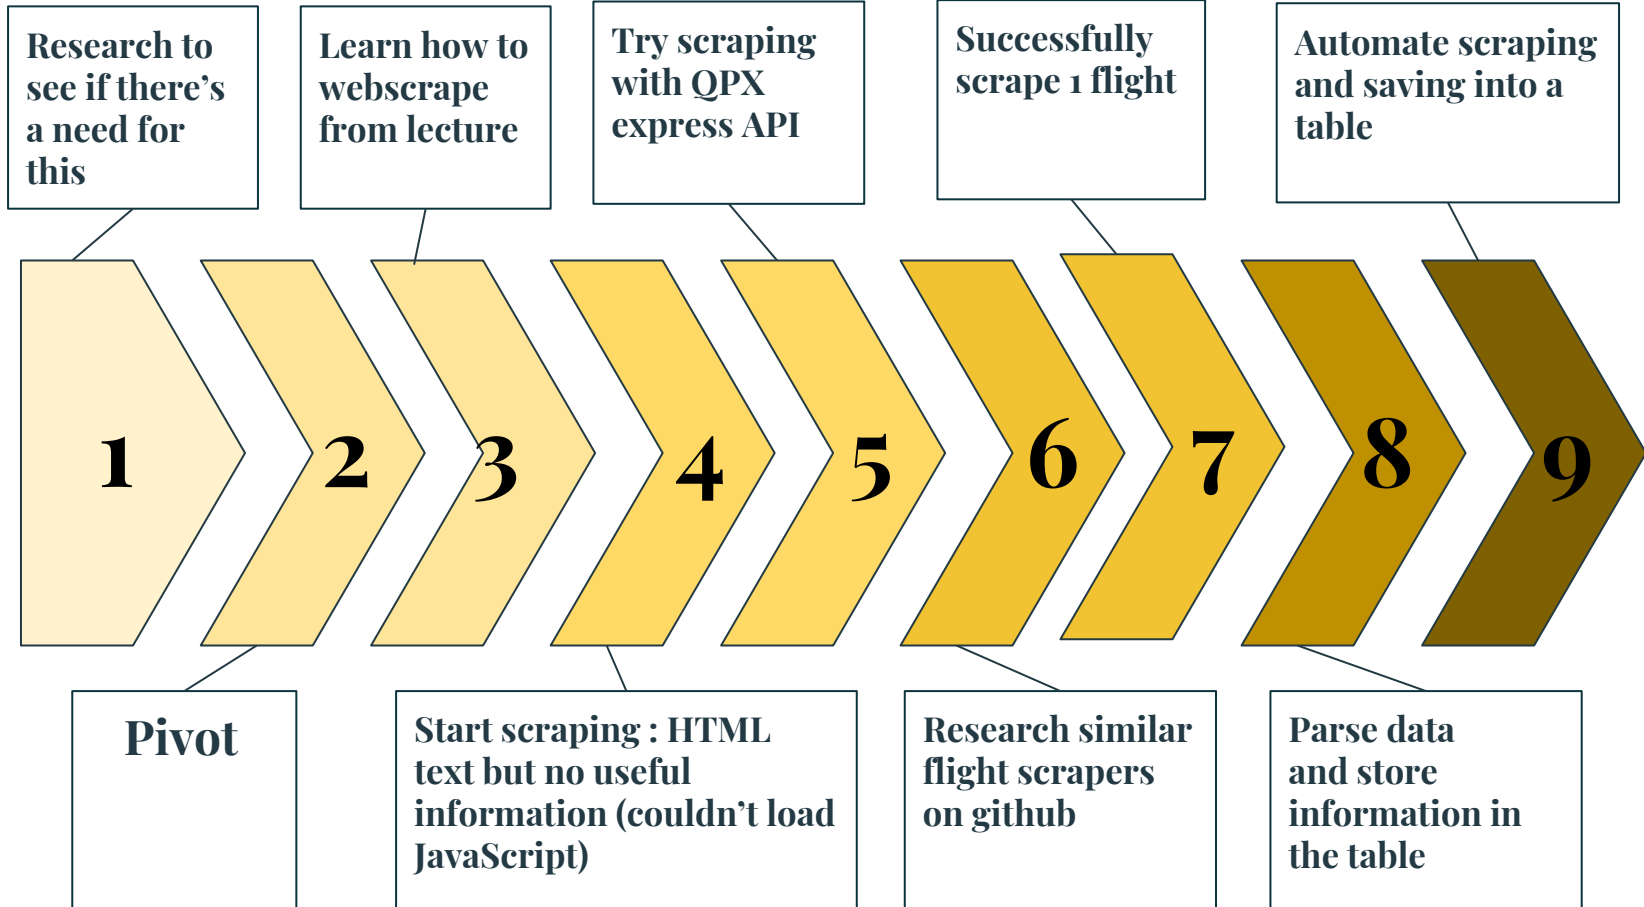 Research to
see if there’s
a need for
this
Learn how to
webscrape
from lecture
Try scraping
with QPX
express API
Successfully
scrape 1 flight
Automate scraping
and saving into a
table
1
2
3
4
5
6
7
8
9
Pivot
Start scraping : HTML
text but no useful
information (couldn’t load
JavaScript)
Research similar
flight scrapers
on github
Parse data
and store
information in
the table